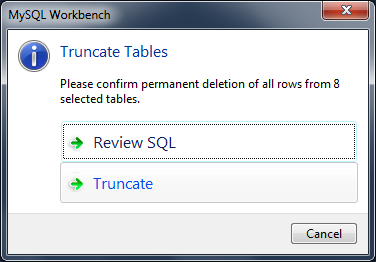 MySQL Workbench
Truncate Tables
Please confirm permanent deletion of all rows from 8
selected tables.
Review SQL
Truncate
Cancel